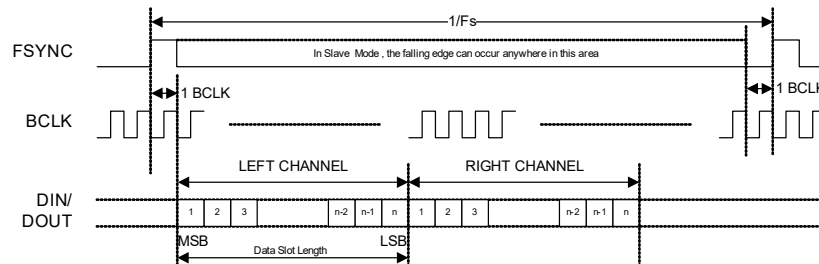 1/Fs
FSYNC
In Slave Mode , the falling edge can occur anywhere in this area
1 BCLK
1 BCLK
BCLK
LEFT CHANNEL
RIGHT CHANNEL
DIN/
DOUT
1 2 3 n-2 n-1 n 1 2 3 n-2 n-1 n
MSB
LSB
Data Slot Length